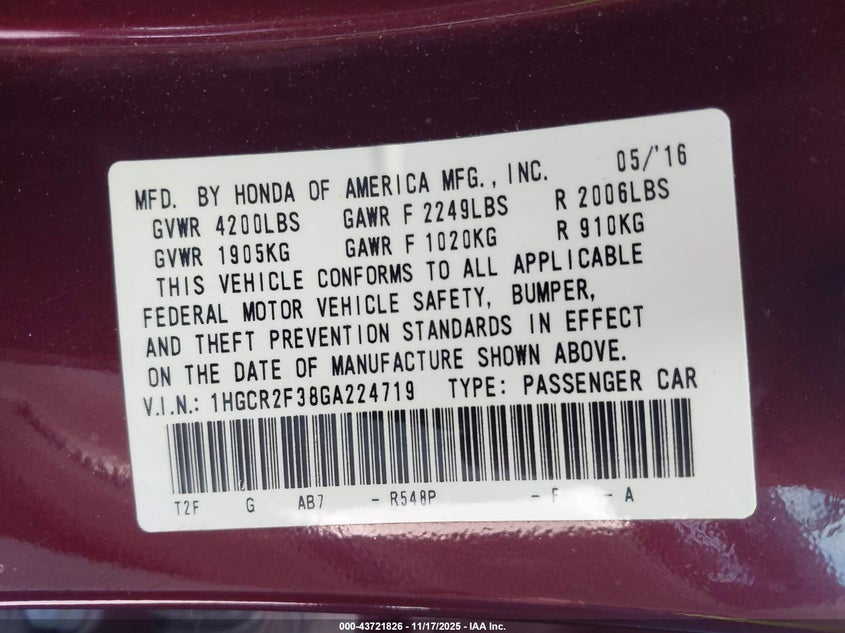 MFD. BY HONDA OF AMERICA MFG., INC. 05/'16
GVWR 4200LBS GAWR F 2249LBS R 2006LBS
GVWR 1905KG GAWR F 1020KG R 910KG
THIS VEHICLE CONFORMS TO ALL APPLICABLE
FEDERAL MOTOR VEHICLE SAFETY, BUMPER,
AND THEFT PREVENTION STANDARDS IN EFFECT
ON THE DATE OF MANUFACTURE SHOWN ABOVE.
V.I.N.: 1HGCR2F38GA224719 TYPE: PASSENGER CAR
T2F G AB7 - R548P - F - A
000-43721826 - 11/17/2025 - IAA Inc.